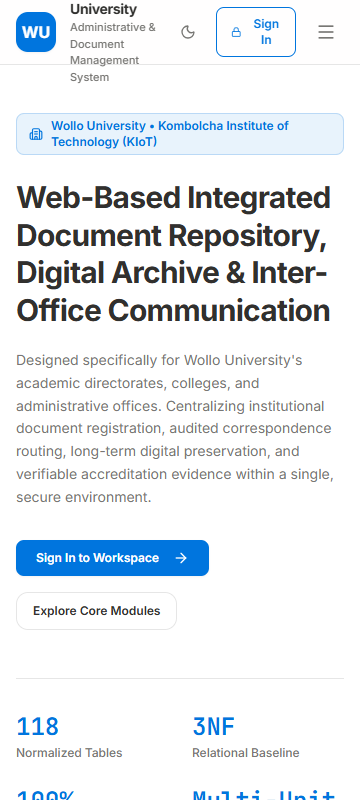 WU
University
Administrative &
Document
Management
System
Sign
In
Wollo University • Kombolcha Institute of
Technology (KIoT)
Web-Based Integrated
Document Repository,
Digital Archive & Inter-
Office Communication
Designed specifically for Wollo University's
academic directorates, colleges, and
administrative offices. Centralizing institutional
document registration, audited correspondence
routing, long-term digital preservation, and
verifiable accreditation evidence within a single,
secure environment.
Sign In to Workspace
Explore Core Modules
118
3NF
Normalized Tables
Relational Baseline
100%
Multi-Unit